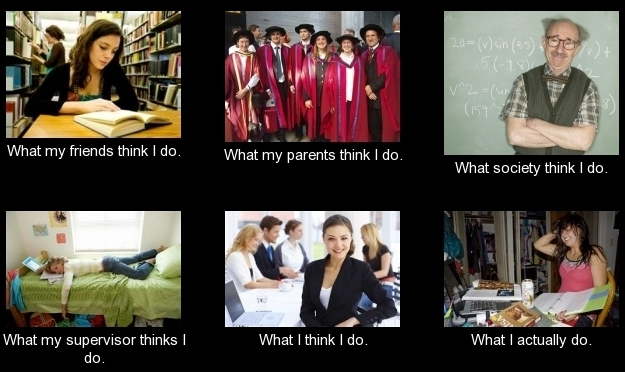 What my friends think I do.
What my parents think I do.
What society think I do.
What my supervisor thinks I
do.
What I think I do.
What I actually do.